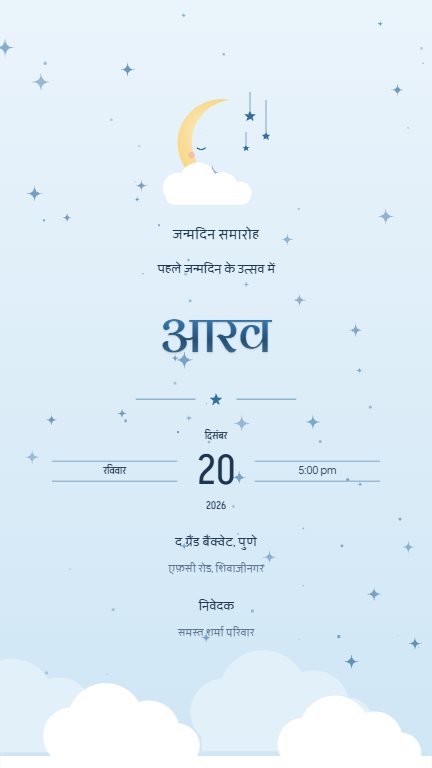 जन्मदिन समारोह
पहले जन्मदिन के उत्सव में
आरव
दिसंबर
रविवार
20
5:00 pm
2026
द ग्रैंड बैंक्वेट, पुणे
एफ़सी रोड, शिवाजीनगर
निवेदक
समस्त शर्मा परिवार